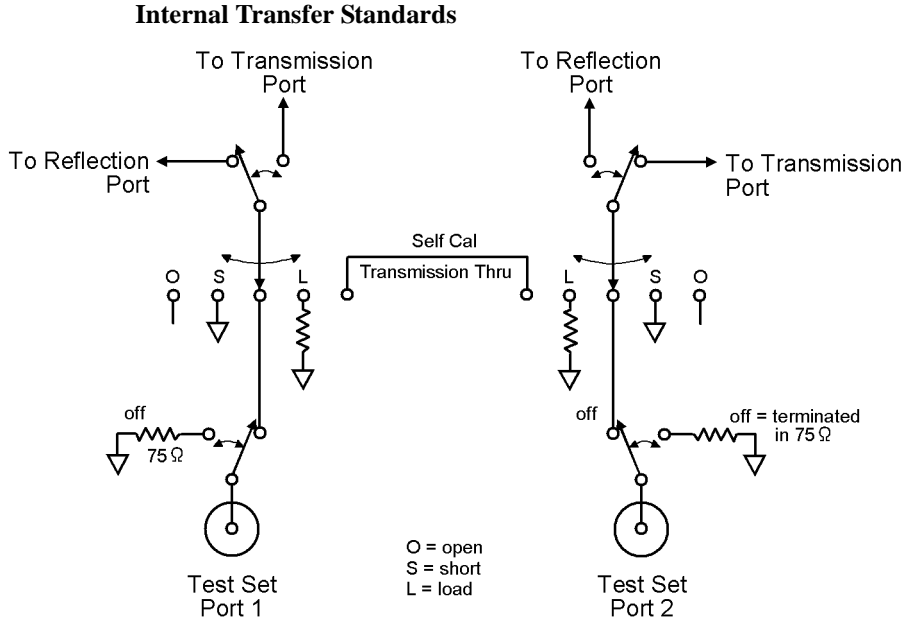 Internal Transfer Standards
To Transmission
Port
To Reflection
Port
To Reflection
Port
To Transmission
Port
Self Cal
Transmission Thru
O
S
L
L
S
O
off
75 Ω
off
off = terminated
in 75 Ω
O = open
S = short
L = load
Test Set
Port 1
Test Set
Port 2